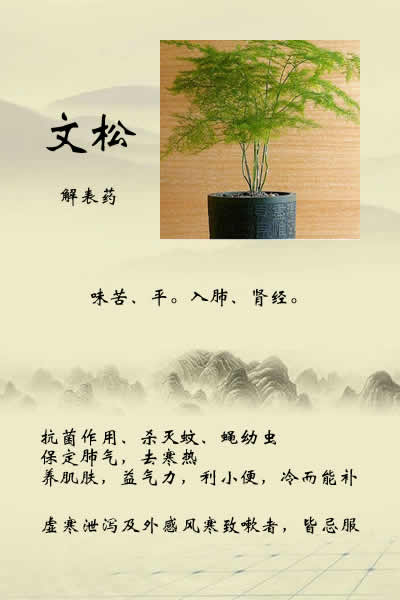 文松
解表药
味苦、平。入肺、肾经。
抗菌作用、杀灭蚊、蝇幼虫
保定肺气，去寒热
养肌肤，益气力，利小便，冷而能补
虚寒泄泻及外感风寒致嗽者，皆忌服